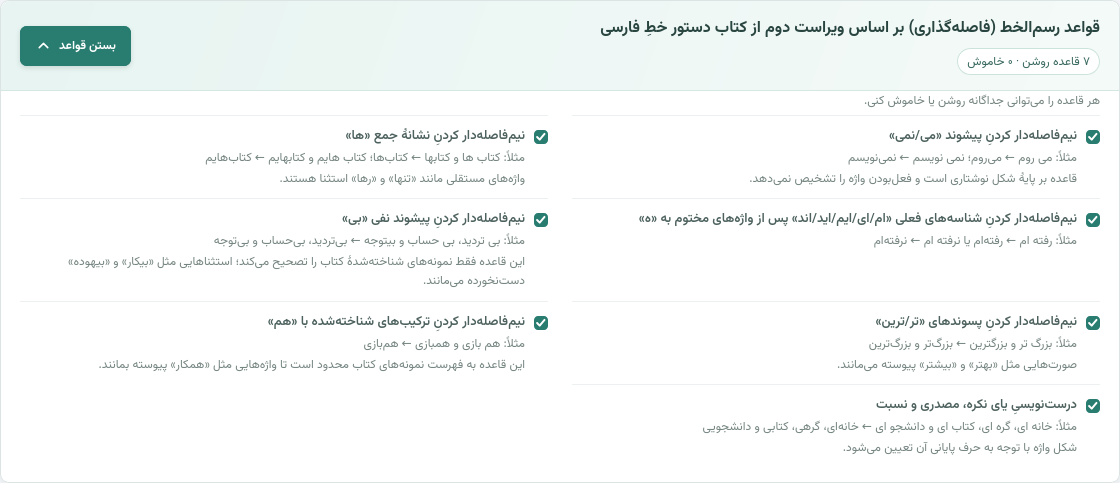 قواعد رسم‌الخط (فاصله‌گذاری) بر اساس ویراست دوم از کتاب دستور خطِ فارسی
۷ قاعده روشن · ۰ خاموش
بستن قواعد
هر قاعده را می‌توانی جداگانه روشن یا خاموش کنی.
نیم‌فاصله‌دار کردنِ پیشوند «می/نمی»
مثلاً: می روم ← می‌روم؛ نمی نویسم ← نمی‌نویسم
قاعده بر پایهٔ شکل نوشتاری است و فعل‌بودن واژه را تشخیص نمی‌دهد.
نیم‌فاصله‌دار کردنِ نشانهٔ جمع «ها»
مثلاً: کتاب ها و کتابها ← کتاب‌ها؛ کتاب هایم و کتابهایم ← کتاب‌هایم
واژه‌های مستقلی مانند «تنها» و «رها» استثنا هستند.
نیم‌فاصله‌دار کردنِ شناسه‌های فعلی «ام/ای/ایم/اید/اند» پس از واژه‌های مختوم به «ه»
مثلاً: رفته ام ← رفته‌ام یا نرفته ام ← نرفته‌ام
نیم‌فاصله‌دار کردنِ پیشوند نفی «بی»
مثلاً: بی تردید، بی حساب و بیتوجه ← بی‌تردید، بی‌حساب و بی‌توجه
این قاعده فقط نمونه‌های شناخته‌شدهٔ کتاب را تصحیح می‌کند؛ استثناهایی مثل «بیکار» و «بیهوده»
دست‌نخورده می‌مانند.
نیم‌فاصله‌دار کردنِ پسوندهای «تر/ترین»
مثلاً: بزرگ تر و بزرگترین ← بزرگ‌تر و بزرگ‌ترین
صورت‌هایی مثل «بهتر» و «بیشتر» پیوسته می‌مانند.
نیم‌فاصله‌دار کردنِ ترکیب‌های شناخته‌شده با «هم»
مثلاً: هم بازی و همبازی ← هم‌بازی
این قاعده به فهرست نمونه‌های کتاب محدود است تا واژه‌هایی مثل «همکار» پیوسته بمانند.
درست‌نویسیِ یای نکره، مصدری و نسبت
مثلاً: خانه ای، گره ای، کتاب ای و دانشجو ای ← خانه‌ای، گرهی، کتابی و دانشجویی
شکل واژه با توجه به حرف پایانی آن تعیین می‌شود.